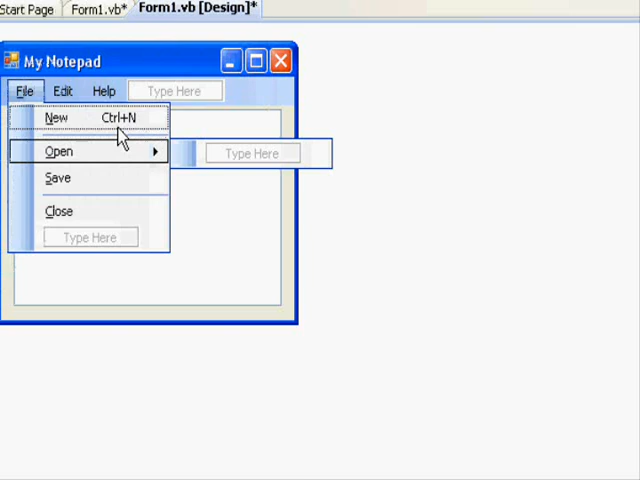 Start Page Form1.vb* Form1.vb [Design]*
My Notepad
File Edit Help Type Here
New Ctrl+N
Open Type Here
Save
Close
Type Here